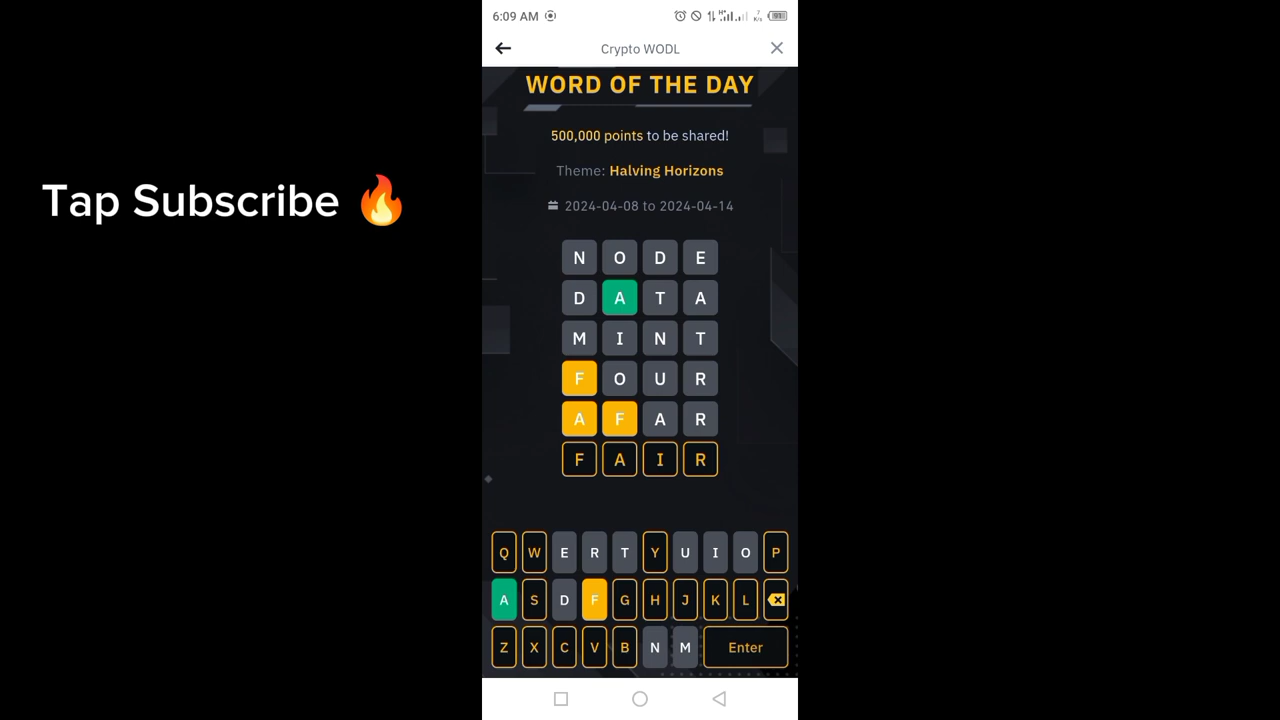 6:09 AM
Crypto WODL
WORD OF THE DAY
500,000 points to be shared!
Theme: Halving Horizons
2024-04-08 to 2024-04-14
Tap Subscribe 🔥
N O D E
D A T A
M I N T
F O U R
A F A R
F A I R
Q W E R T Y U I O P
A S D F G H J K L
Z X C V B N M Enter